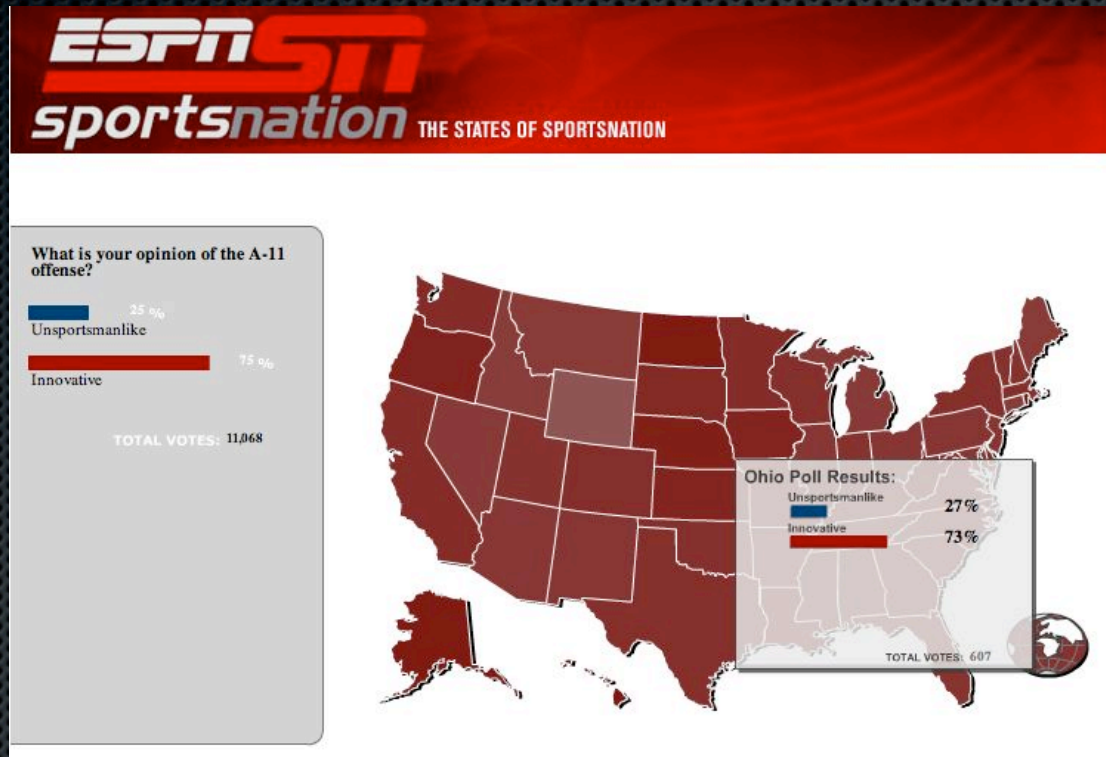 ESPN SN
sportsnation THE STATES OF SPORTSNATION
What is your opinion of the A-11
offense?
25 %
Unsportsmanlike
75 %
Innovative
TOTAL VOTES: 11,068
Ohio Poll Results:
Unsportsmanlike
27%
Innovative
73%
TOTAL VOTES: 607